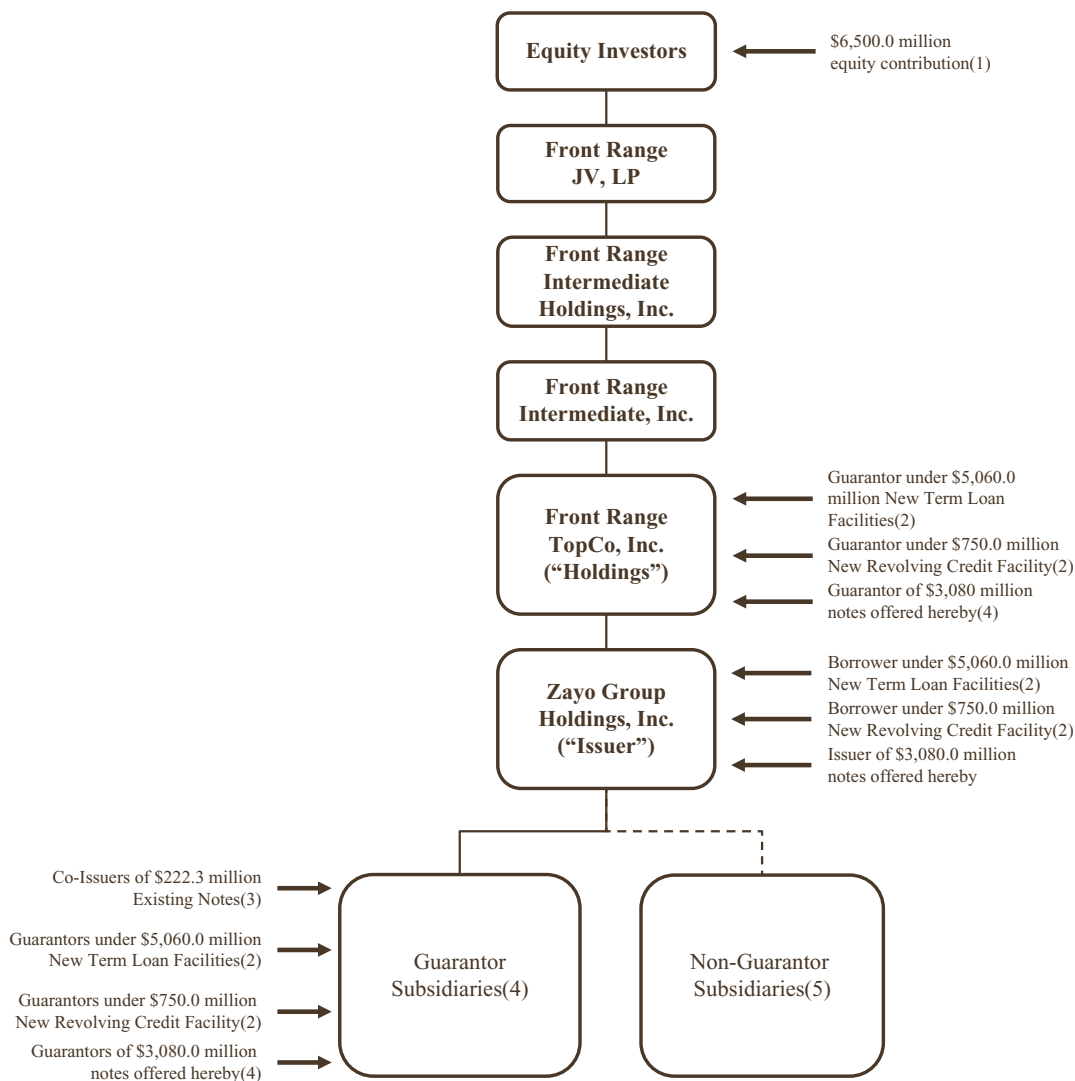 Equity Investors
$6,500.0 million
equity contribution(1)
Front Range
JV, LP
Front Range
Intermediate
Holdings, Inc.
Front Range
Intermediate, Inc.
Front Range
TopCo, Inc.
(“Holdings”)
Guarantor under $5,060.0
million New Term Loan
Facilities(2)
Guarantor under $750.0 million
New Revolving Credit Facility(2)
Guarantor of $3,080 million
notes offered hereby(4)
Zayo Group
Holdings, Inc.
(“Issuer”)
Borrower under $5,060.0 million
New Term Loan Facilities(2)
Borrower under $750.0 million
New Revolving Credit Facility(2)
Issuer of $3,080.0 million
notes offered hereby
Co-Issuers of $222.3 million
Existing Notes(3)
Guarantors under $5,060.0 million
New Term Loan Facilities(2)
Guarantors under $750.0 million
New Revolving Credit Facility(2)
Guarantors of $3,080.0 million
notes offered hereby(4)
Guarantor
Subsidiaries(4)
Non-Guarantor
Subsidiaries(5)